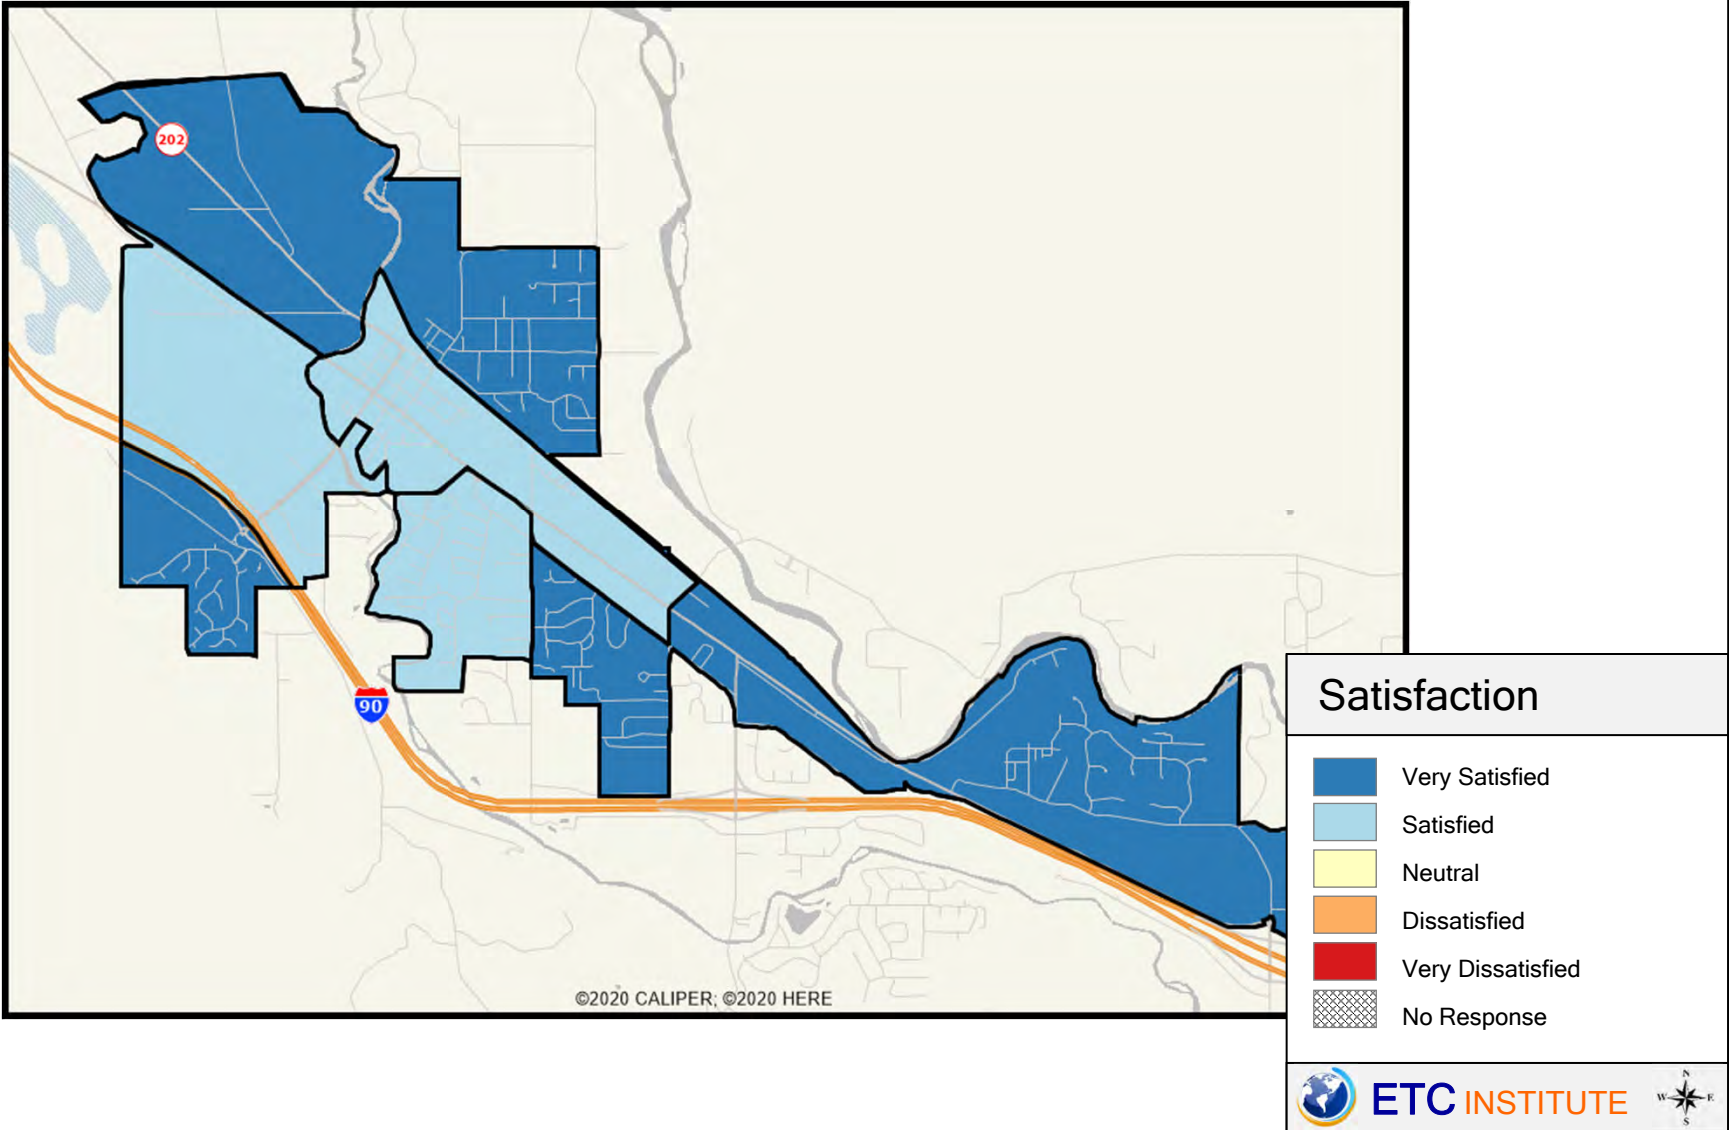 202
90
©2020 CALIPER; ©2020 HERE
Satisfaction
Very Satisfied
Satisfied
Neutral
Dissatisfied
Very Dissatisfied
No Response
ETC INSTITUTE
N
W E
S